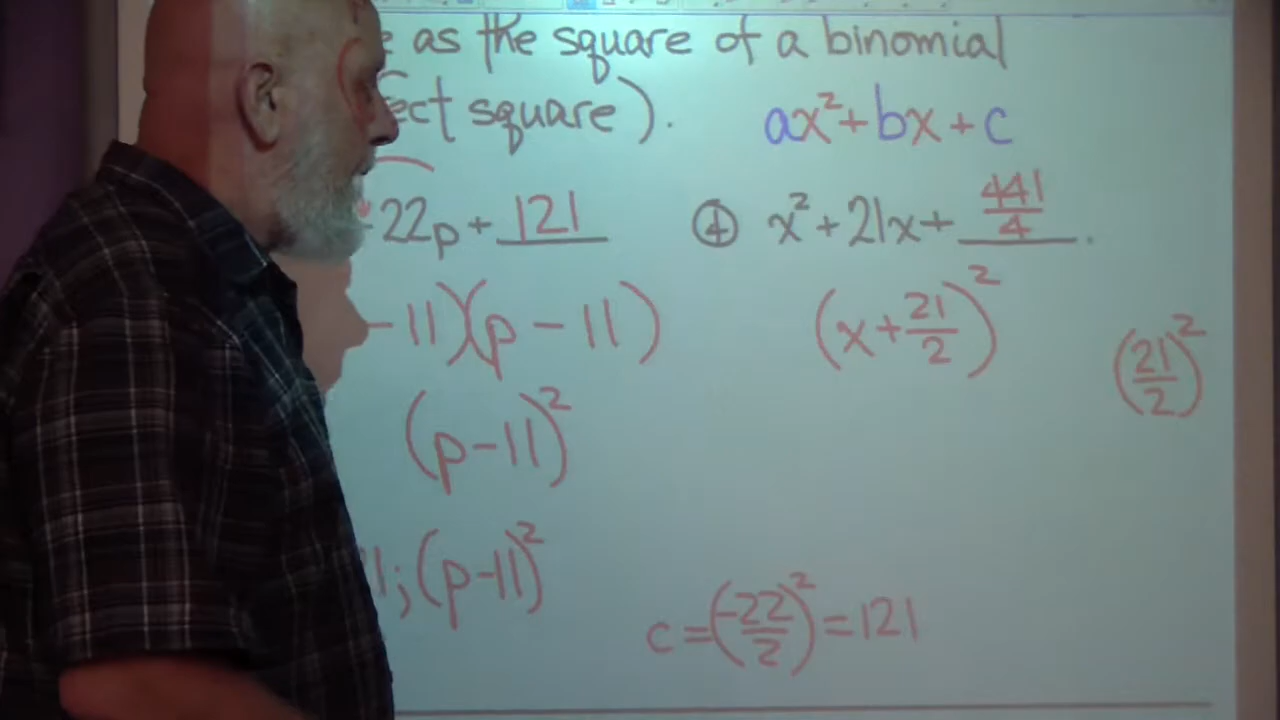 as the square of a binomial
square). ax² + bx + c
-22p + 121 ④ x² + 21x + 441/4 .
-11)(p - 11) (x + 21/2)² (21/2)²
(p - 11)²
; (p - 11)² c = (-22/2)² = 121